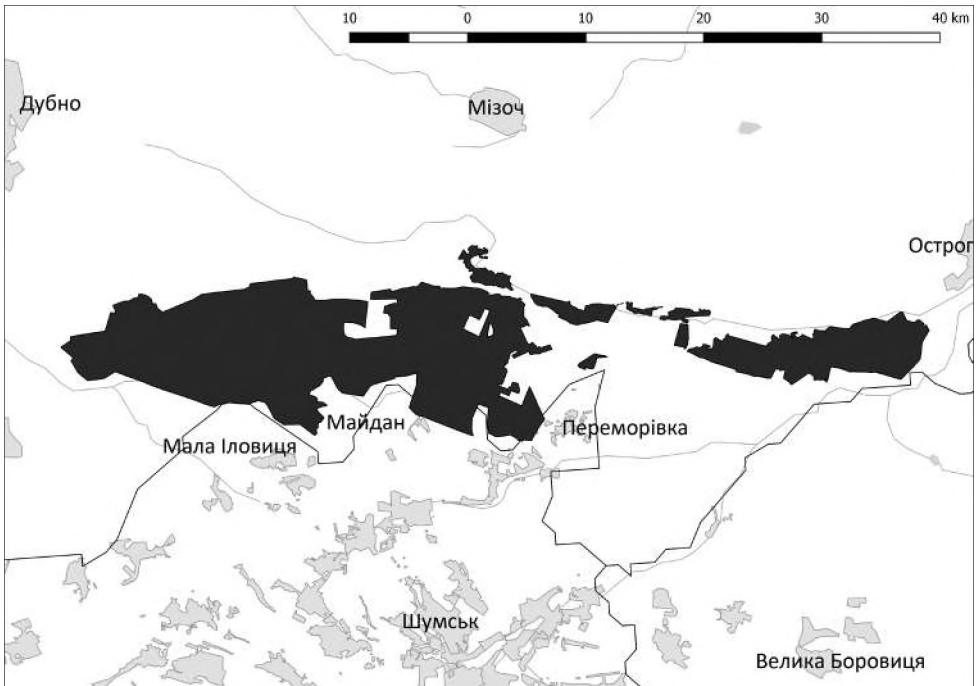 10 0 10 20 30 40 km
Дубно
Мізоч
Острог
Майдан
Переморівка
Мала Іловиця
Шумськ
Велика Боровиця